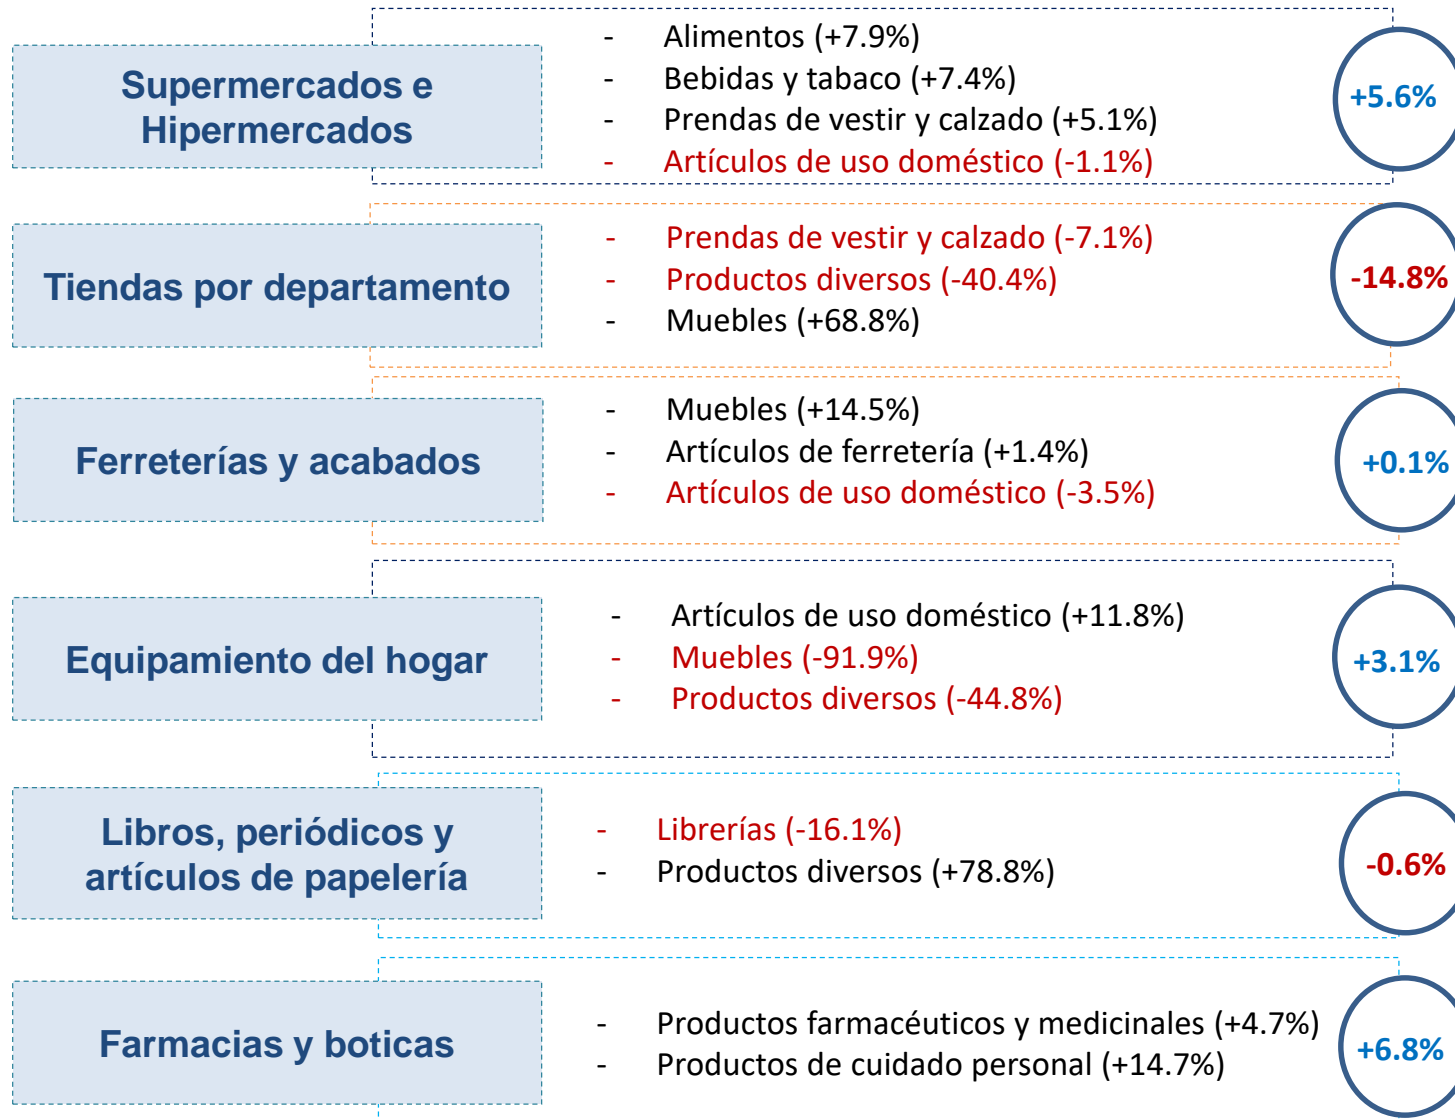 Supermercados e
Hipermercados
- Alimentos (+7.9%)
- Bebidas y tabaco (+7.4%)
- Prendas de vestir y calzado (+5.1%)
- Artículos de uso doméstico (-1.1%)
+5.6%
Tiendas por departamento
- Prendas de vestir y calzado (-7.1%)
- Productos diversos (-40.4%)
- Muebles (+68.8%)
-14.8%
Ferreterías y acabados
- Muebles (+14.5%)
- Artículos de ferretería (+1.4%)
- Artículos de uso doméstico (-3.5%)
+0.1%
Equipamiento del hogar
- Artículos de uso doméstico (+11.8%)
- Muebles (-91.9%)
- Productos diversos (-44.8%)
+3.1%
Libros, periódicos y
artículos de papelería
- Librerías (-16.1%)
- Productos diversos (+78.8%)
-0.6%
Farmacias y boticas
- Productos farmacéuticos y medicinales (+4.7%)
- Productos de cuidado personal (+14.7%)
+6.8%